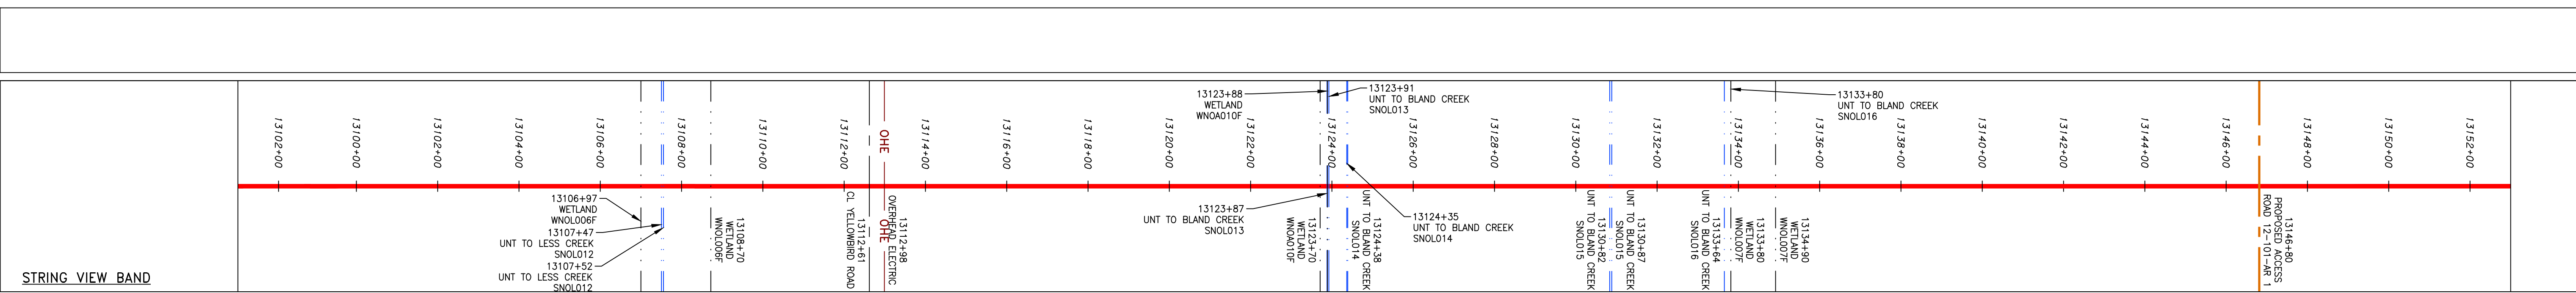 STRING VIEW BAND
13102+00
13100+00
13102+00
13104+00
13106+00
13108+00
13110+00
13112+00
13114+00
13116+00
13118+00
13120+00
13122+00
13124+00
13126+00
13128+00
13130+00
13132+00
13134+00
13136+00
13138+00
13140+00
13142+00
13144+00
13146+00
13148+00
13150+00
13152+00
13106+97
WETLAND
WNOL006F
13107+47
UNT TO LESS CREEK
SNOL012
13107+52
UNT TO LESS CREEK
SNOL012
13108+70
WETLAND
WNOL006F
13112+61
CL YELLOWBIRD ROAD
OHE
OHE
13112+98
OVERHEAD ELECTRIC
13123+88
WETLAND
WNOA010F
13123+91
UNT TO BLAND CREEK
SNOL013
13123+87
UNT TO BLAND CREEK
SNOL013
13123+70
WETLAND
WNOA010F
13124+38
UNT TO BLAND CREEK
SNOL014
13124+35
UNT TO BLAND CREEK
SNOL014
13130+82
UNT TO BLAND CREEK
SNOL015
13130+87
UNT TO BLAND CREEK
SNOL015
13133+64
UNT TO BLAND CREEK
SNOL016
13133+80
WETLAND
WNOL007F
13133+80
UNT TO BLAND CREEK
SNOL016
13134+90
WETLAND
WNOL007F
13146+80
PROPOSED ACCESS
ROAD 12-101-AR 1